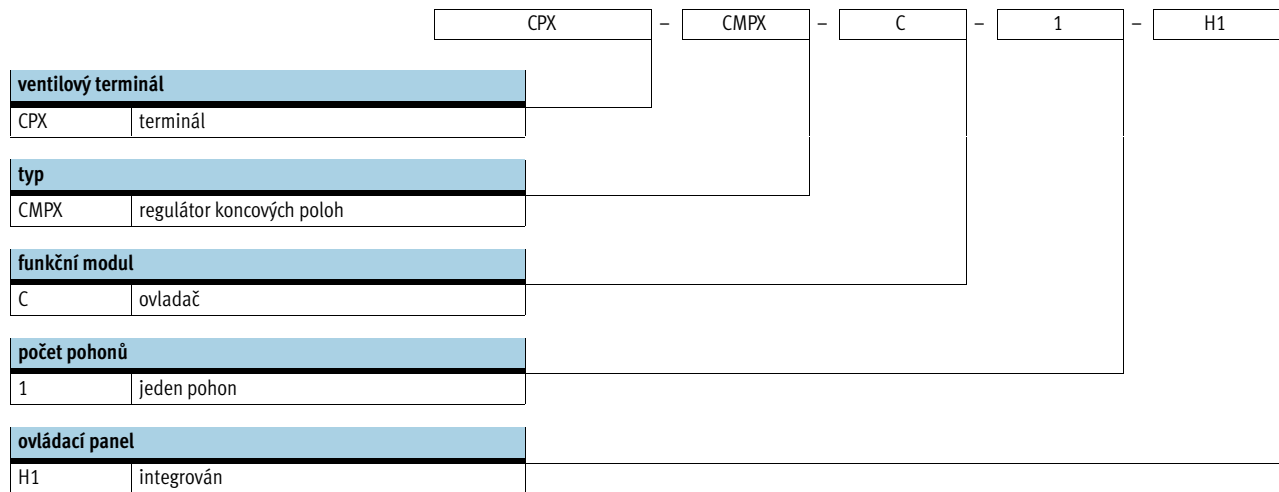 CPX – CMPX – C – 1 – H1
ventilový terminál
CPX terminál
typ
CMPX regulátor koncových poloh
funkční modul
C ovladač
počet pohonů
1 jeden pohon
ovládací panel
H1 integrován